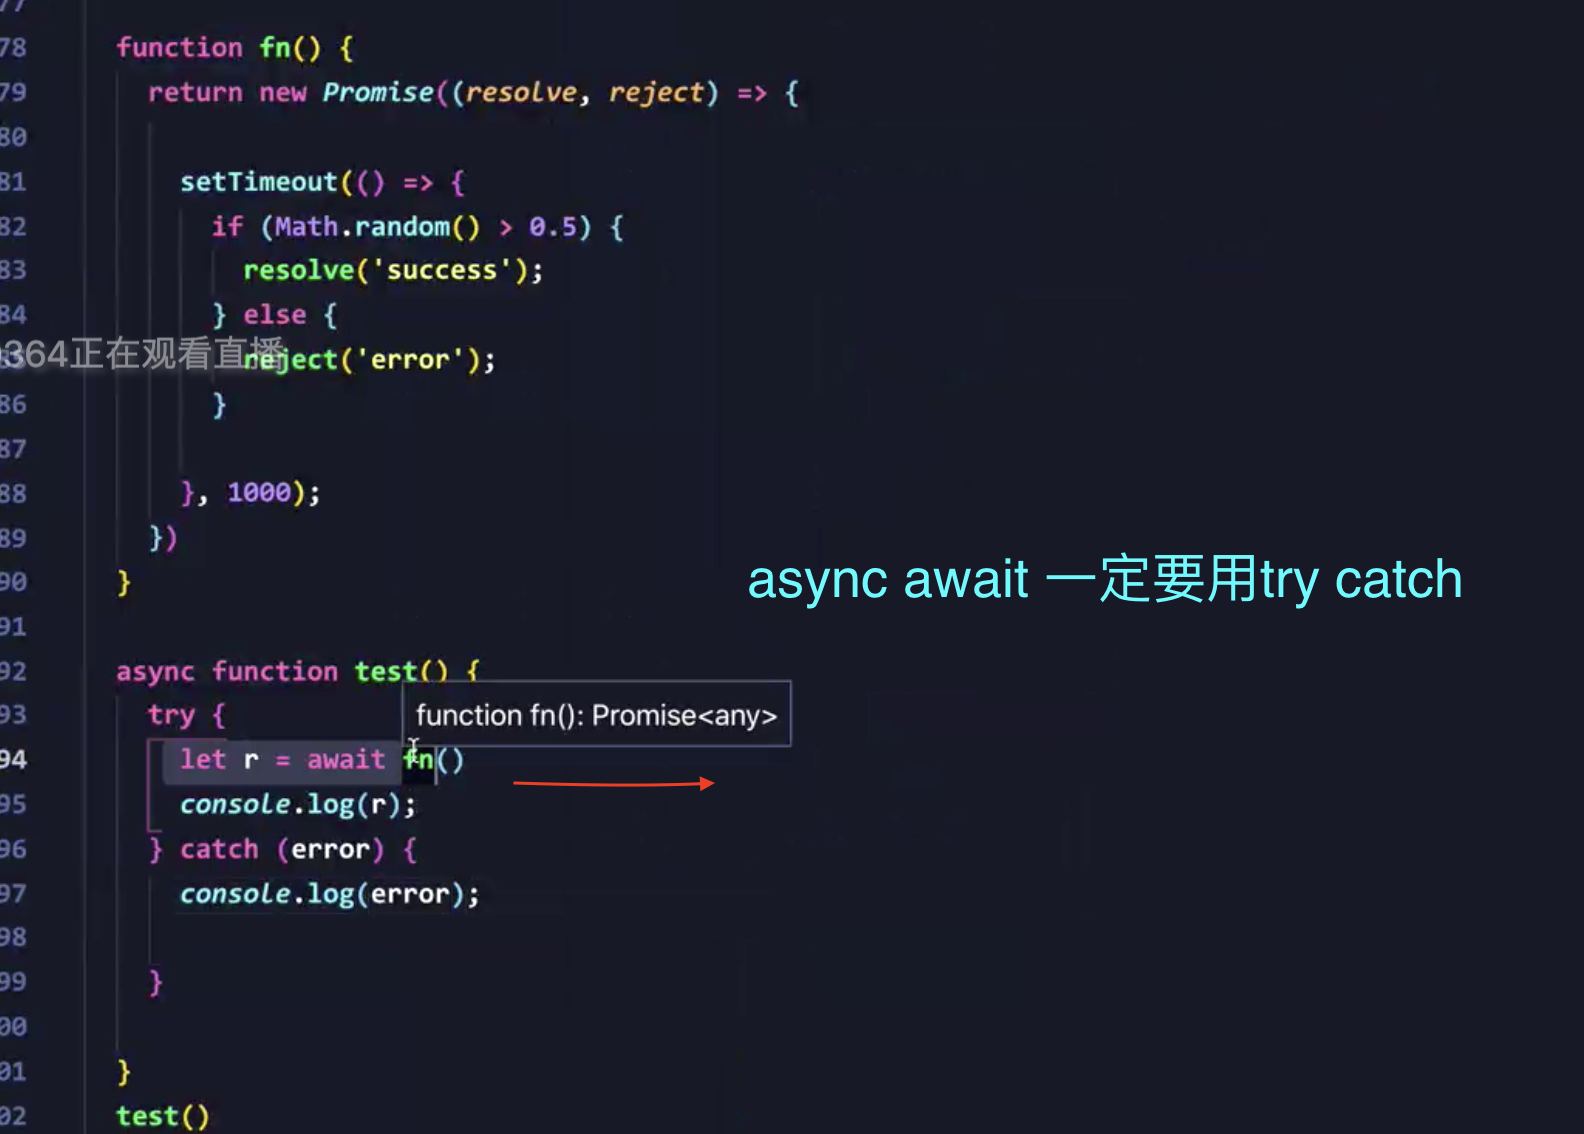 77
78 function fn() {
79 return new Promise((resolve, reject) => {
80
81 setTimeout(() => {
82 if (Math.random() > 0.5) {
83 resolve('success');
84 } else {
364正在观看直播
85 reject('error');
86 }
87
88 }, 1000);
89 })
90 }
async await 一定要用try catch
91
92 async function test() {
93 try {
function fn(): Promise<any>
94 let r = await fn()
95 console.log(r);
96 } catch (error) {
97 console.log(error);
98
99 }
00
01 }
02 test()